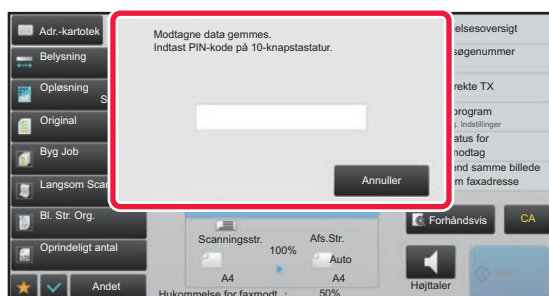 Adr.-kartotek
Belysning
Opløsning
S
Original
Byg Job
Langsom Scan
Bl. Str. Org.
Oprindeligt antal
Andet
Modtagne data gemmes.
Indtast PIN-kode på 10-knapstastatur.
Annuller
Scanningsstr.
100%
Afs.Str.
Auto
A4
A4
Hukommelse for faxmodt. :
50%
elsesoversigt
søgenummer
rekte TX
program
g. Indstillinger
atus for
modtag
end samme billede
m faxadresse
Forhåndsvis
CA
Højttaler
Start